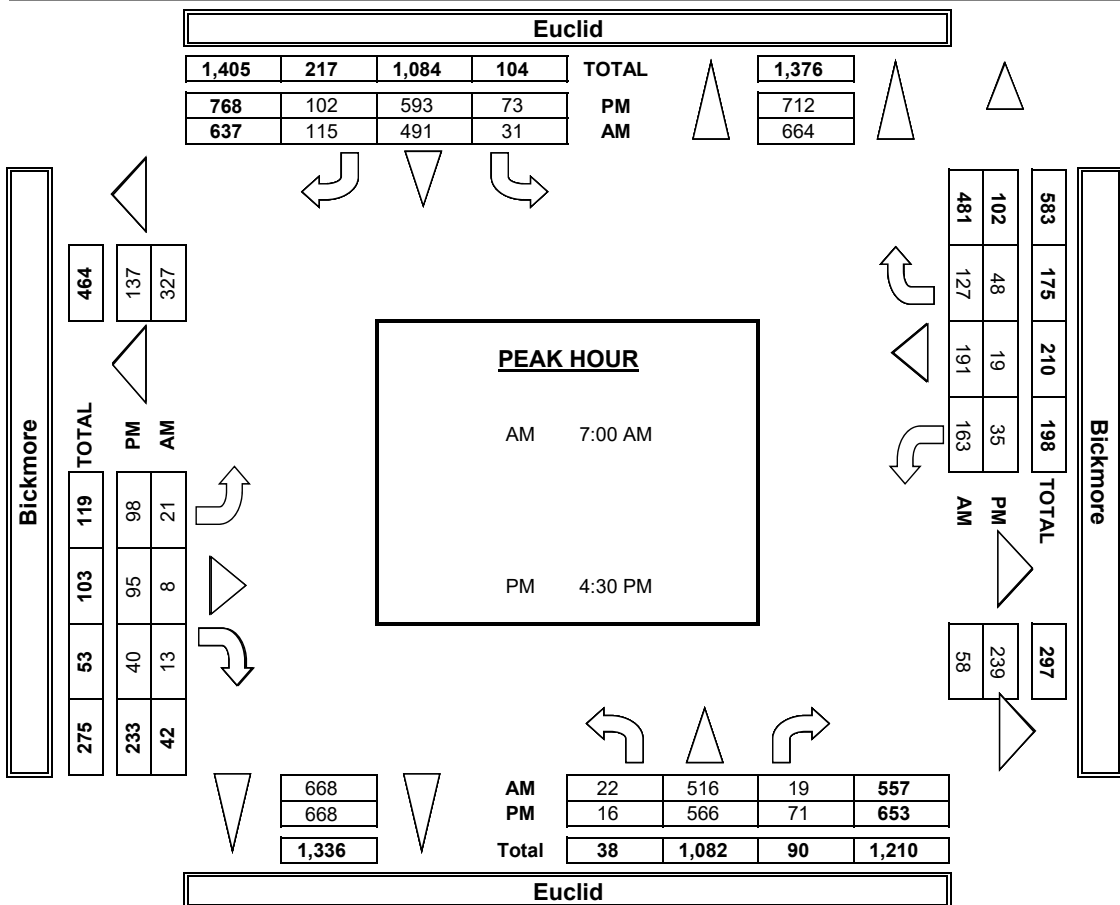 Euclid
1,405 217 1,084 104 TOTAL 1,376
768 102 593 73 PM 712
637 115 491 31 AM 664
Bickmore
464
137
327
TOTAL 119 103 53 275
PM 98 95 40 233
AM 21 8 13 42
PEAK HOUR
AM 7:00 AM
PM 4:30 PM
583 175 210 198 TOTAL
102 48 19 35 PM
481 127 191 163 AM
297
239
58
Bickmore
668 AM 22 516 19 557
668 PM 16 566 71 653
1,336 Total 38 1,082 90 1,210
Euclid